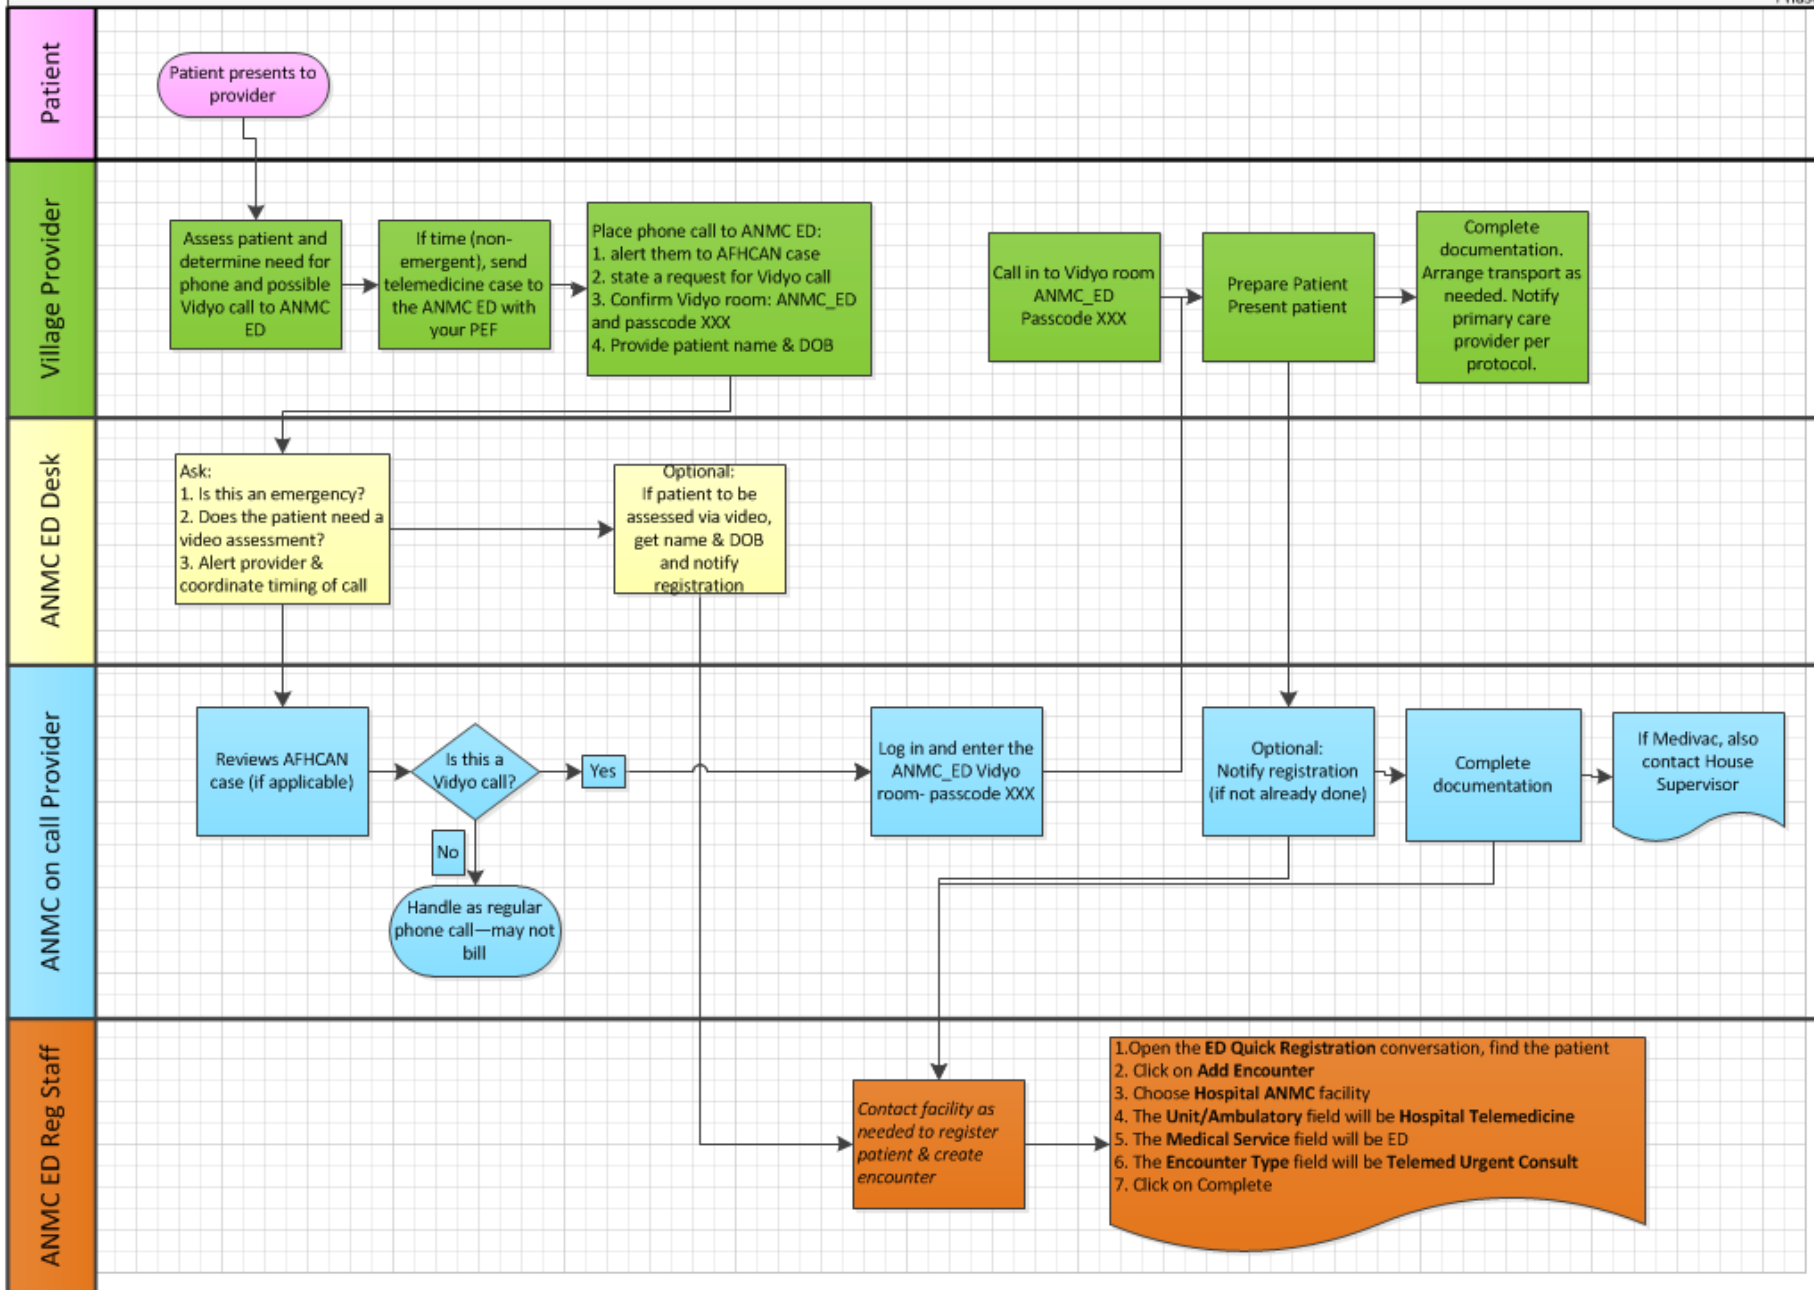 Patient
Patient presents to
provider
Village Provider
Assess patient and
determine need for
phone and possible
Vidyo call to ANMC
ED
If time (non-
emergent), send
telemedicine case to
the ANMC ED with
your PEF
Place phone call to ANMC ED:
1. alert them to AFHCAN case
2. state a request for Vidyo call
3. Confirm Vidyo room: ANMC_ED
and passcode XXX
4. Provide patient name & DOB
Call in to Vidyo room
ANMC_ED
Passcode XXX
Prepare Patient
Present patient
Complete
documentation.
Arrange transport as
needed. Notify
primary care
provider per
protocol.
ANMC ED Desk
Ask:
1. Is this an emergency?
2. Does the patient need a
video assessment?
3. Alert provider &
coordinate timing of call
Optional:
If patient to be
assessed via video,
get name & DOB
and notify
registration
ANMC on call Provider
Reviews AFHCAN
case (if applicable)
Is this a
Vidyo call?
Yes
No
Handle as regular
phone call—may not
bill
Log in and enter the
ANMC_ED Vidyo
room- passcode XXX
Optional:
Notify registration
(if not already done)
Complete
documentation
If Medivac, also
contact House
Supervisor
ANMC ED Reg Staff
Contact facility as
needed to register
patient & create
encounter
1.Open the ED Quick Registration conversation, find the patient
2. Click on Add Encounter
3. Choose Hospital ANMC facility
4. The Unit/Ambulatory field will be Hospital Telemedicine
5. The Medical Service field will be ED
6. The Encounter Type field will be Telemed Urgent Consult
7. Click on Complete